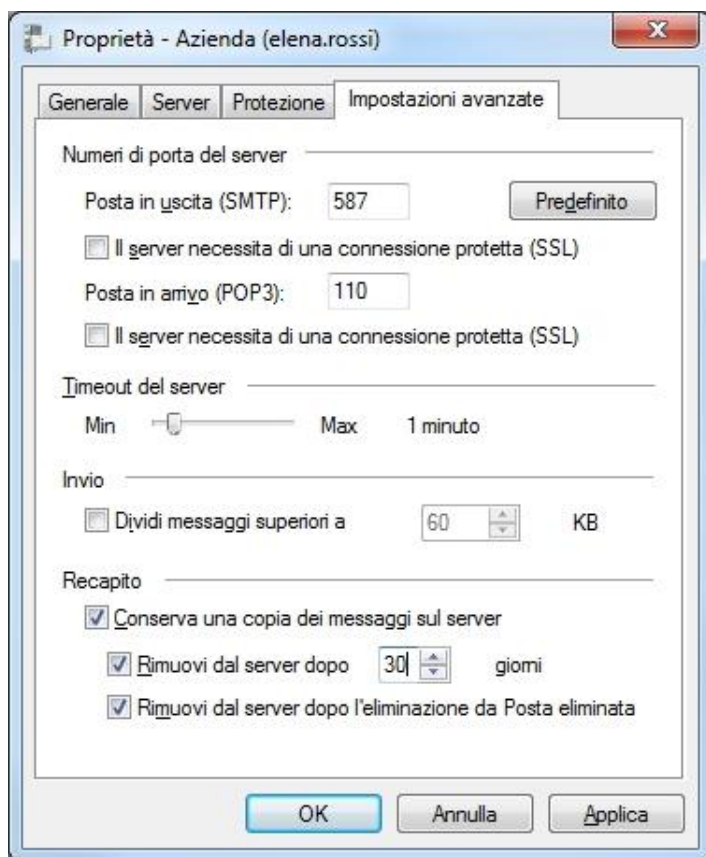 Proprietà - Azienda (elena.rossi)
Generale Server Protezione Impostazioni avanzate
Numeri di porta del server
Posta in uscita (SMTP): 587 Predefinito
Il server necessita di una connessione protetta (SSL)
Posta in arrivo (POP3): 110
Il server necessita di una connessione protetta (SSL)
Timeout del server
Min Max 1 minuto
Invio
Dividi messaggi superiori a 60 KB
Recapito
Conserva una copia dei messaggi sul server
Rimuovi dal server dopo 30 giorni
Rimuovi dal server dopo l'eliminazione da Posta eliminata
OK Annulla Applica